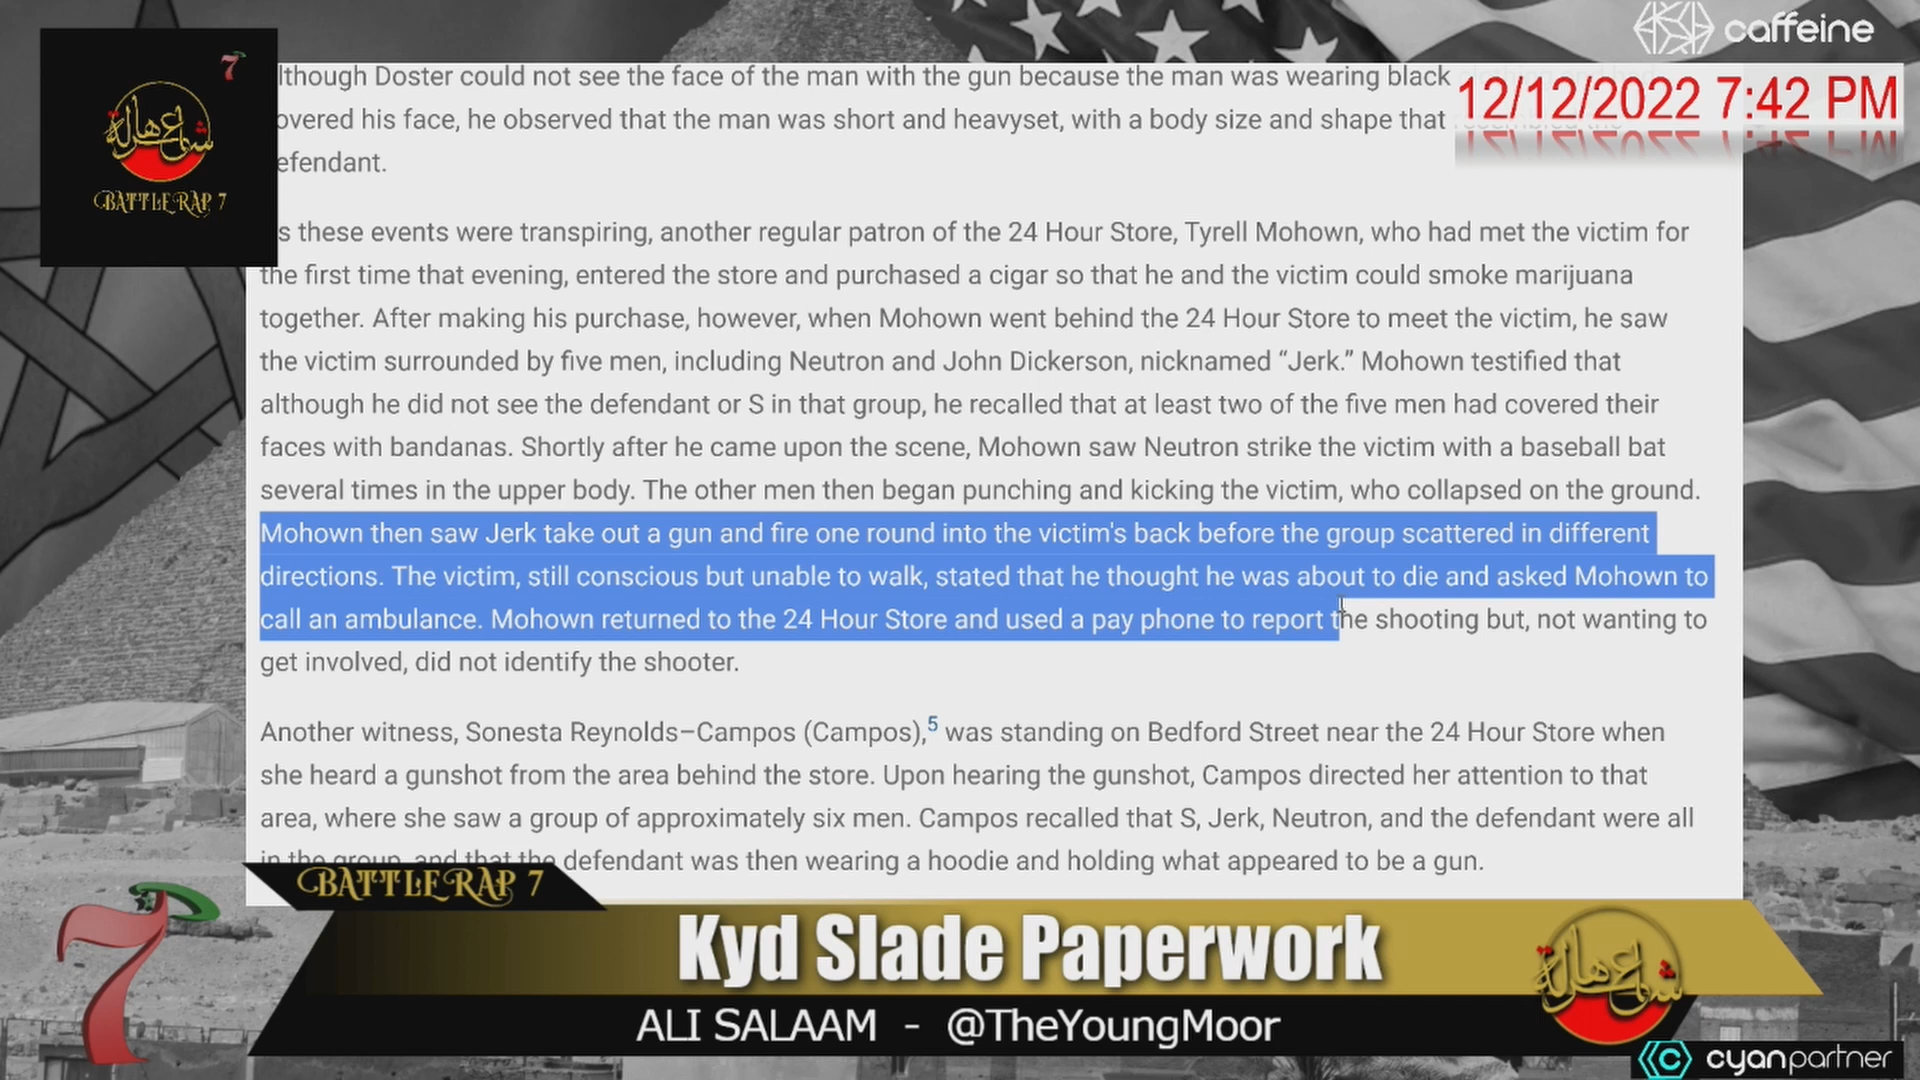 caffeine
12/12/2022 7:42 PM
7
BATTLE RAP 7
lthough Doster could not see the face of the man with the gun because the man was wearing black
overed his face, he observed that the man was short and heavyset, with a body size and shape that
efendant.
s these events were transpiring, another regular patron of the 24 Hour Store, Tyrell Mohown, who had met the victim for
the first time that evening, entered the store and purchased a cigar so that he and the victim could smoke marijuana
together. After making his purchase, however, when Mohown went behind the 24 Hour Store to meet the victim, he saw
the victim surrounded by five men, including Neutron and John Dickerson, nicknamed “Jerk.” Mohown testified that
although he did not see the defendant or S in that group, he recalled that at least two of the five men had covered their
faces with bandanas. Shortly after he came upon the scene, Mohown saw Neutron strike the victim with a baseball bat
several times in the upper body. The other men then began punching and kicking the victim, who collapsed on the ground.
Mohown then saw Jerk take out a gun and fire one round into the victim's back before the group scattered in different
directions. The victim, still conscious but unable to walk, stated that he thought he was about to die and asked Mohown to
call an ambulance. Mohown returned to the 24 Hour Store and used a pay phone to report the shooting but, not wanting to
get involved, did not identify the shooter.
Another witness, Sonesta Reynolds–Campos (Campos),5 was standing on Bedford Street near the 24 Hour Store when
she heard a gunshot from the area behind the store. Upon hearing the gunshot, Campos directed her attention to that
area, where she saw a group of approximately six men. Campos recalled that S, Jerk, Neutron, and the defendant were all
in the group, and that the defendant was then wearing a hoodie and holding what appeared to be a gun.
BATTLE RAP 7
7
Kyd Slade Paperwork
ALI SALAAM - @TheYoungMoor
cyanpartner